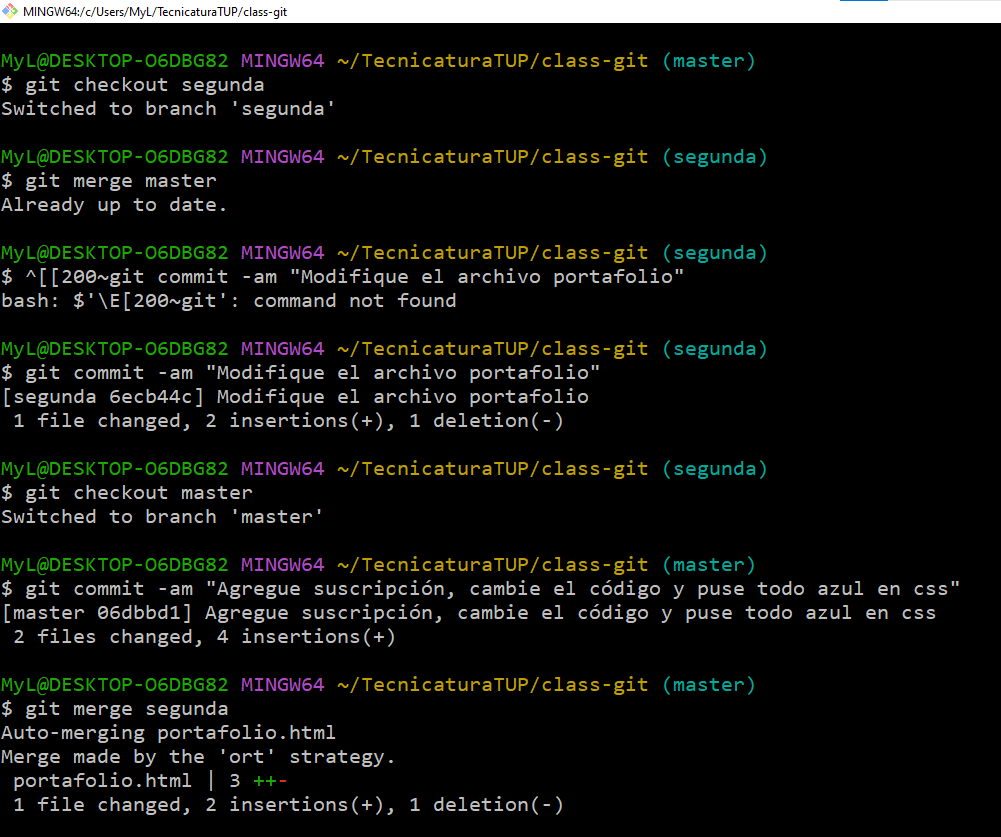 MINGW64:/c/Users/MyL/TecnicaturaTUP/class-git
MyL@DESKTOP-O6DBG82 MINGW64 ~/TecnicaturaTUP/class-git (master)
$ git checkout segunda
Switched to branch 'segunda'
MyL@DESKTOP-O6DBG82 MINGW64 ~/TecnicaturaTUP/class-git (segunda)
$ git merge master
Already up to date.
MyL@DESKTOP-O6DBG82 MINGW64 ~/TecnicaturaTUP/class-git (segunda)
$ ^[[200~git commit -am "Modifique el archivo portafolio"
bash: $'\E[200~git': command not found
MyL@DESKTOP-O6DBG82 MINGW64 ~/TecnicaturaTUP/class-git (segunda)
$ git commit -am "Modifique el archivo portafolio"
[segunda 6ecb44c] Modifique el archivo portafolio
 1 file changed, 2 insertions(+), 1 deletion(-)
MyL@DESKTOP-O6DBG82 MINGW64 ~/TecnicaturaTUP/class-git (segunda)
$ git checkout master
Switched to branch 'master'
MyL@DESKTOP-O6DBG82 MINGW64 ~/TecnicaturaTUP/class-git (master)
$ git commit -am "Agregue suscripción, cambie el código y puse todo azul en css"
[master 06dbbd1] Agregue suscripción, cambie el código y puse todo azul en css
 2 files changed, 4 insertions(+)
MyL@DESKTOP-O6DBG82 MINGW64 ~/TecnicaturaTUP/class-git (master)
$ git merge segunda
Auto-merging portafolio.html
Merge made by the 'ort' strategy.
 portafolio.html | 3 ++-
 1 file changed, 2 insertions(+), 1 deletion(-)